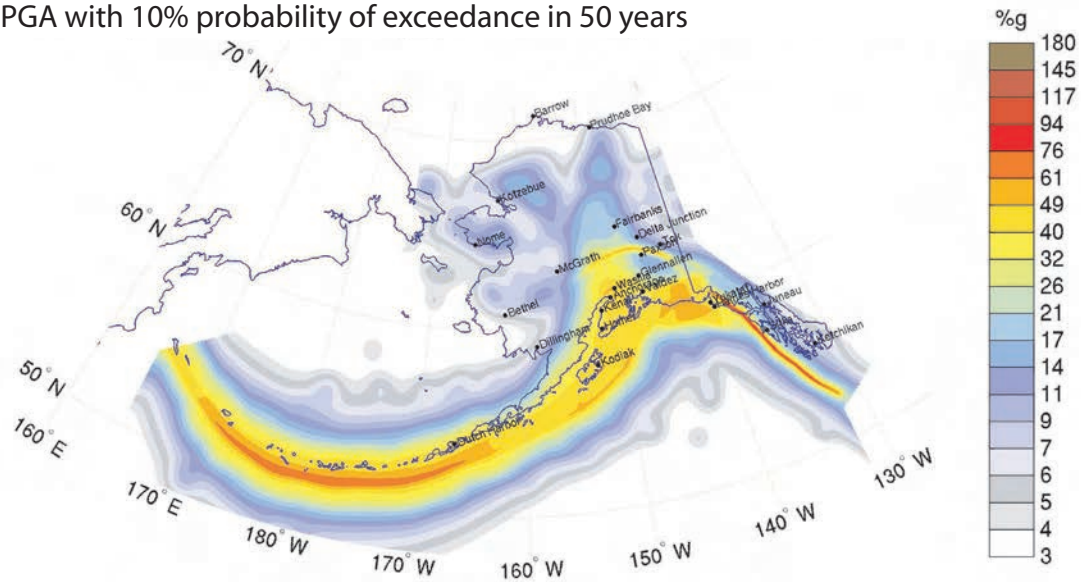 PGA with 10% probability of exceedance in 50 years
%g
180
145
117
94
76
61
49
40
32
26
21
17
14
11
9
7
6
5
4
3
70° N
60° N
50° N
160° E
170° E
180° W
170° W
160° W
150° W
140° W
130° W
Barrow
Prudhoe Bay
Kotzebue
Nome
Fairbanks
Delta Junction
Tok
McGrath
Glennallen
Valdez
Bethel
Homer
Dillingham
Kodiak
Juneau
Ketchikan
Dutch Harbor